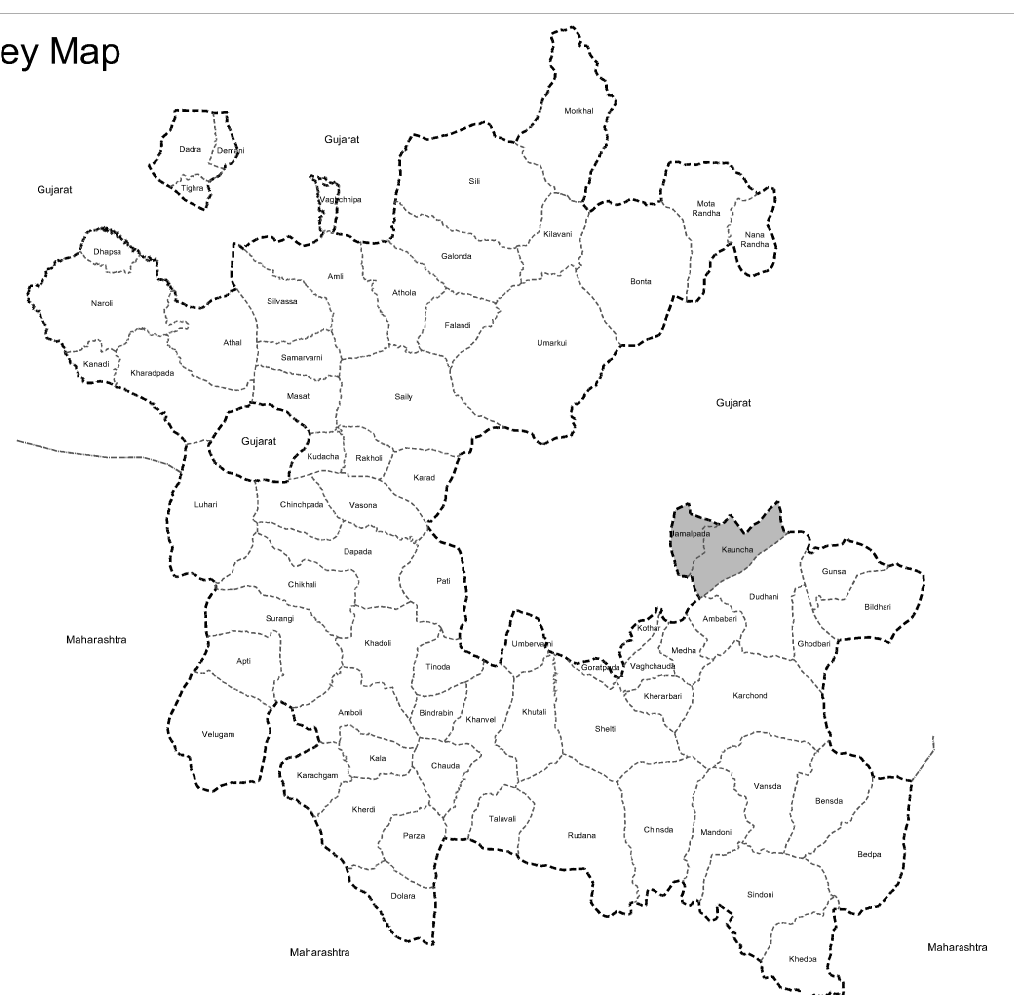 ey Map
Morkhal
Gujarat
Dadra
Demni
Sili
Tighra
Gujarat
Vaghchhipa
Mota
Randha
Kilavani
Nana
Randha
Dhapsa
Galonda
Amli
Bonta
Athola
Silvassa
Naroli
Falandi
Athal
Umarkui
Samarvarni
Kanadi
Kharadpada
Masat
Saily
Gujarat
Gujarat
Kudacha
Rakholi
Karad
Luhari
Chinchpada
Vasona
Jamalpada
Kauncha
Dapada
Gunsa
Pati
Chikhali
Dudhani
Bildhari
Surangi
Ambabari
Kothar
Maharashtra
Khadoli
Umbervarni
Ghodbari
Medha
Apti
Tinoda
Goratpada
Vaghchauda
Kherarbari
Karchond
Amboli
Bindrabin
Khanvel
Khutali
Shelti
Velugam
Kala
Chauda
Karachgam
Vansda
Bensda
Kherdi
Talavali
Parza
Rudana
Chinsda
Mandoni
Bedpa
Dolara
Sindoni
Maharashtra
Maharashtra
Khedpa